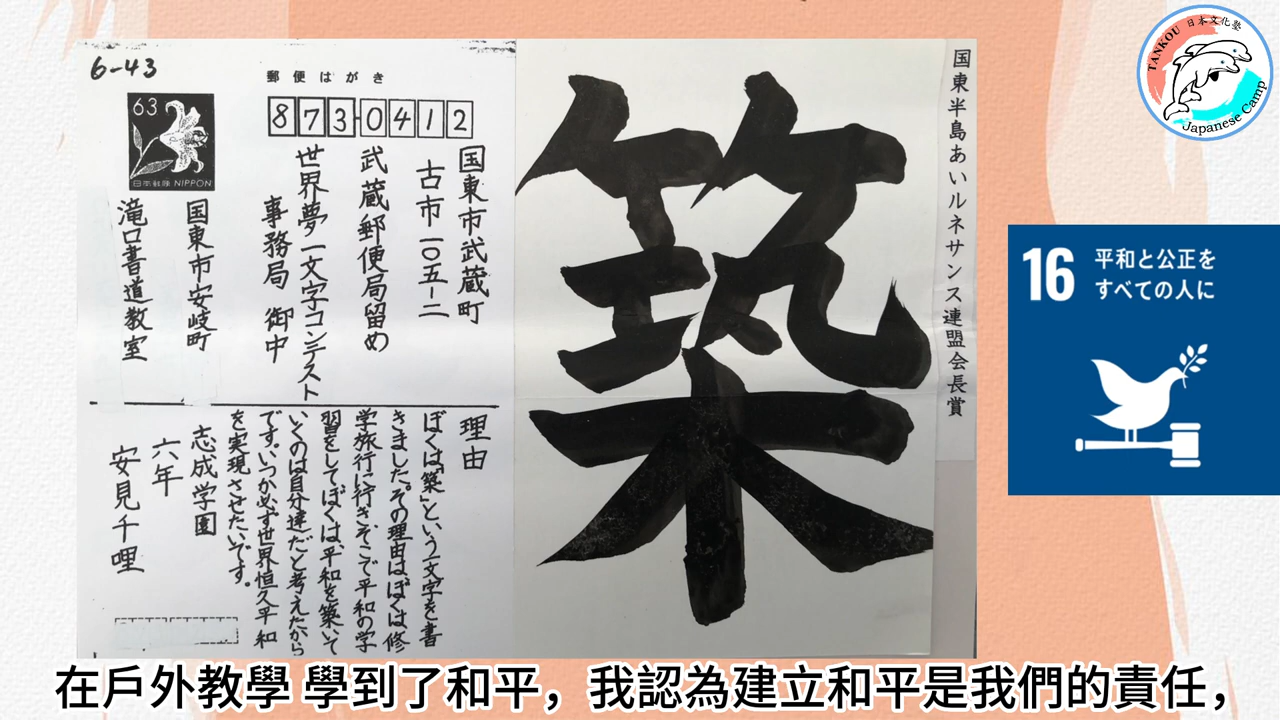 6-43
郵便はがき
63
日本郵便 NIPPON
8730412
国東市武蔵町
古市一〇五-二
武蔵郵便局留め
世界夢一文字コンテスト
事務局 御中
国東市安岐町
滝口書道教室
理由
ぼくは「築」という一文字を書
きました。その理由はぼくは修
学旅行に行きそこで平和の学
習をしてぼくは、平和を築いて
いくのは自分達だと考えたから
です。いつか必ず世界恒久平和
を実現させたいです。
志成学園
六年
安見千哩
築
国東半島あいルネサンス連盟会長賞
TANKOU 日本文化塾
Japanese Camp
16 平和と公正を
すべての人に
在戶外教學 學到了和平，我認為建立和平是我們的責任，